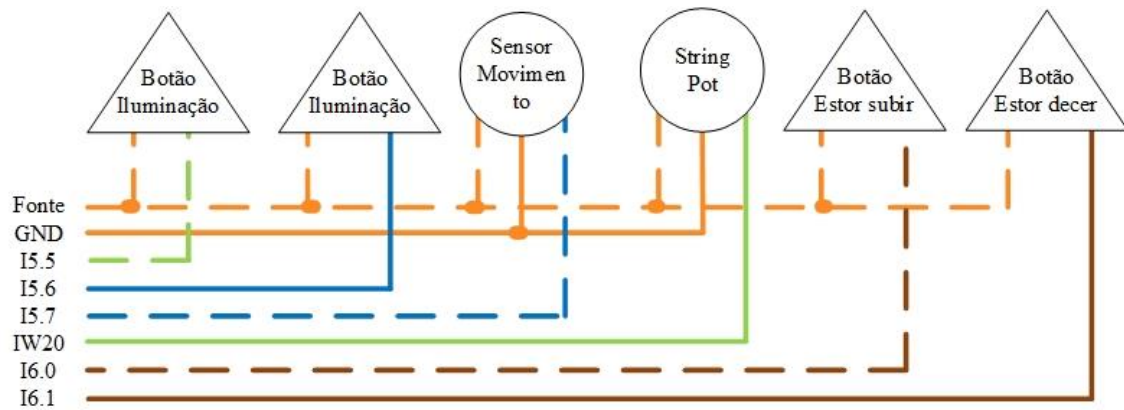 Botão
Iluminação
Botão
Iluminação
Sensor
Movimen
to
String
Pot
Botão
Estor subir
Botão
Estor decer
Fonte
GND
I5.5
I5.6
I5.7
IW20
I6.0
I6.1